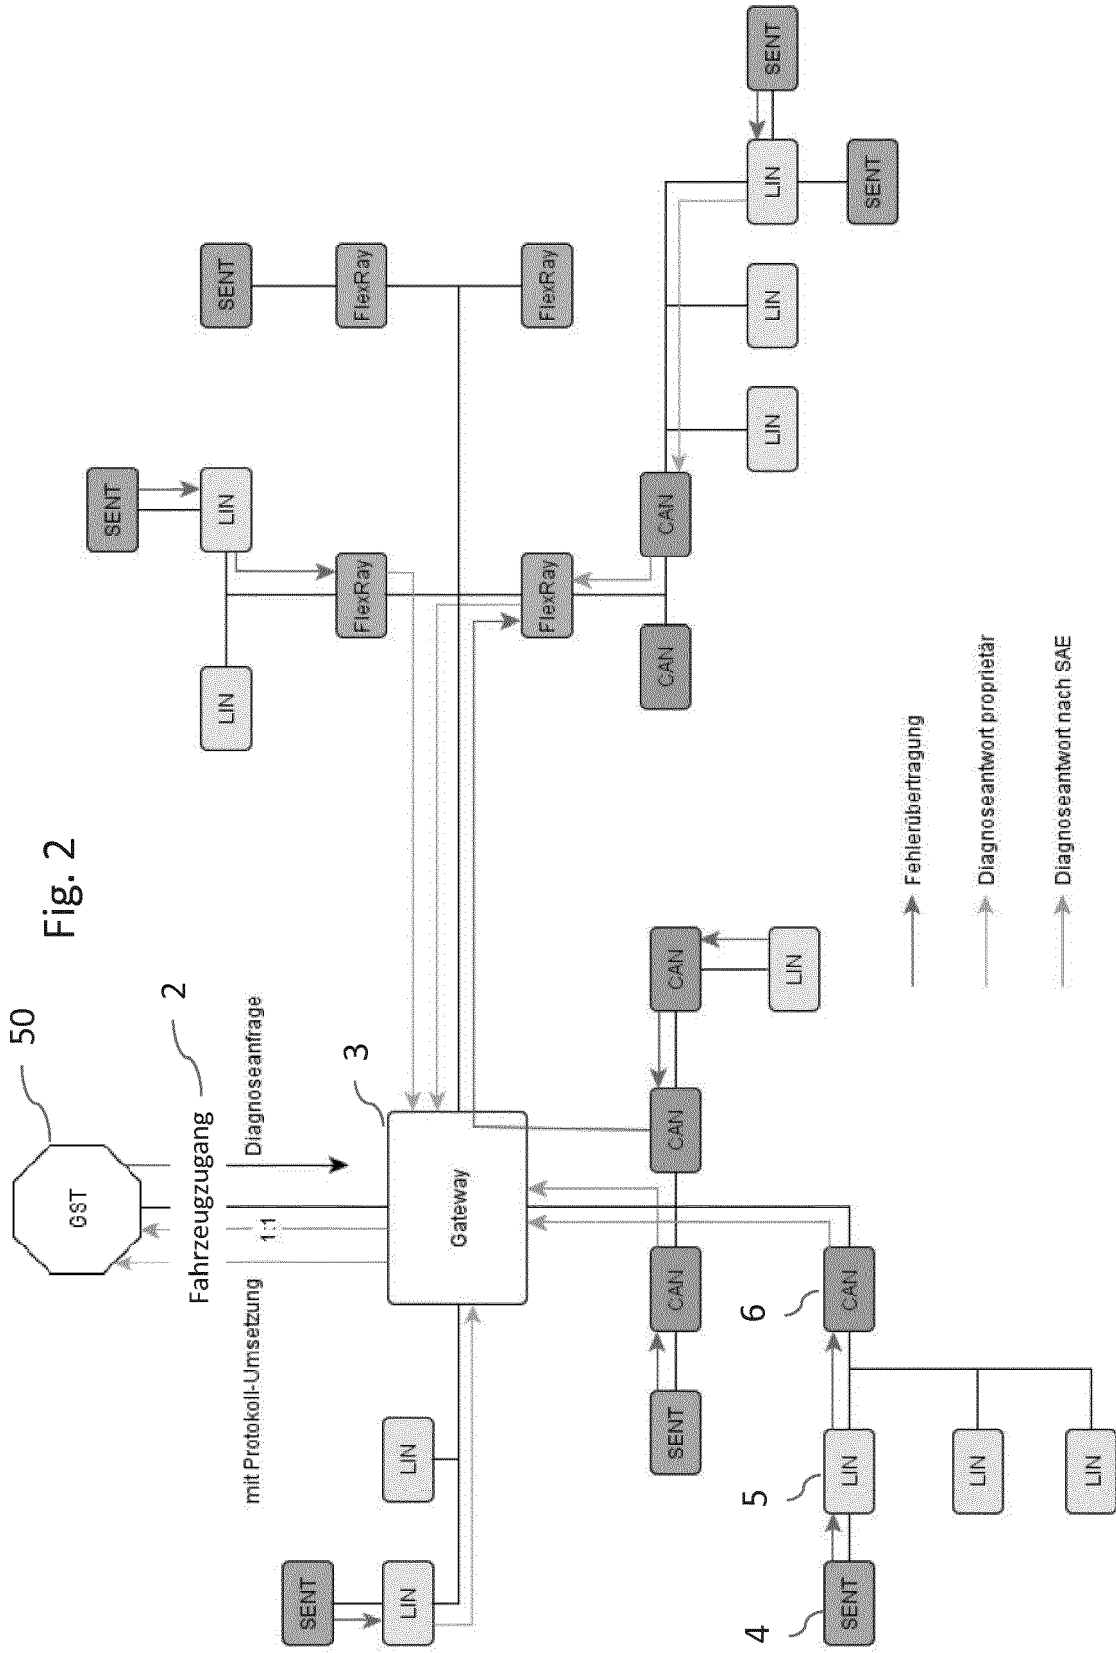 50
Fig. 2
GST
SENT
2
Fahrzeugzugang
LIN
LIN
SENT
mit Protokoll-Umsetzung
1:1
Diagnoseanfrage
SENT
3
FlexRay
FlexRay
LIN
LIN
Gateway
FlexRay
FlexRay
CAN
CAN
SENT
CAN
CAN
CAN
4
5
6
LIN
LIN
LIN
SENT
LIN
SENT
LIN
CAN
SENT
Fehlerübertragung
LIN
Diagnoseantwort proprietär
Diagnoseantwort nach SAE
LIN